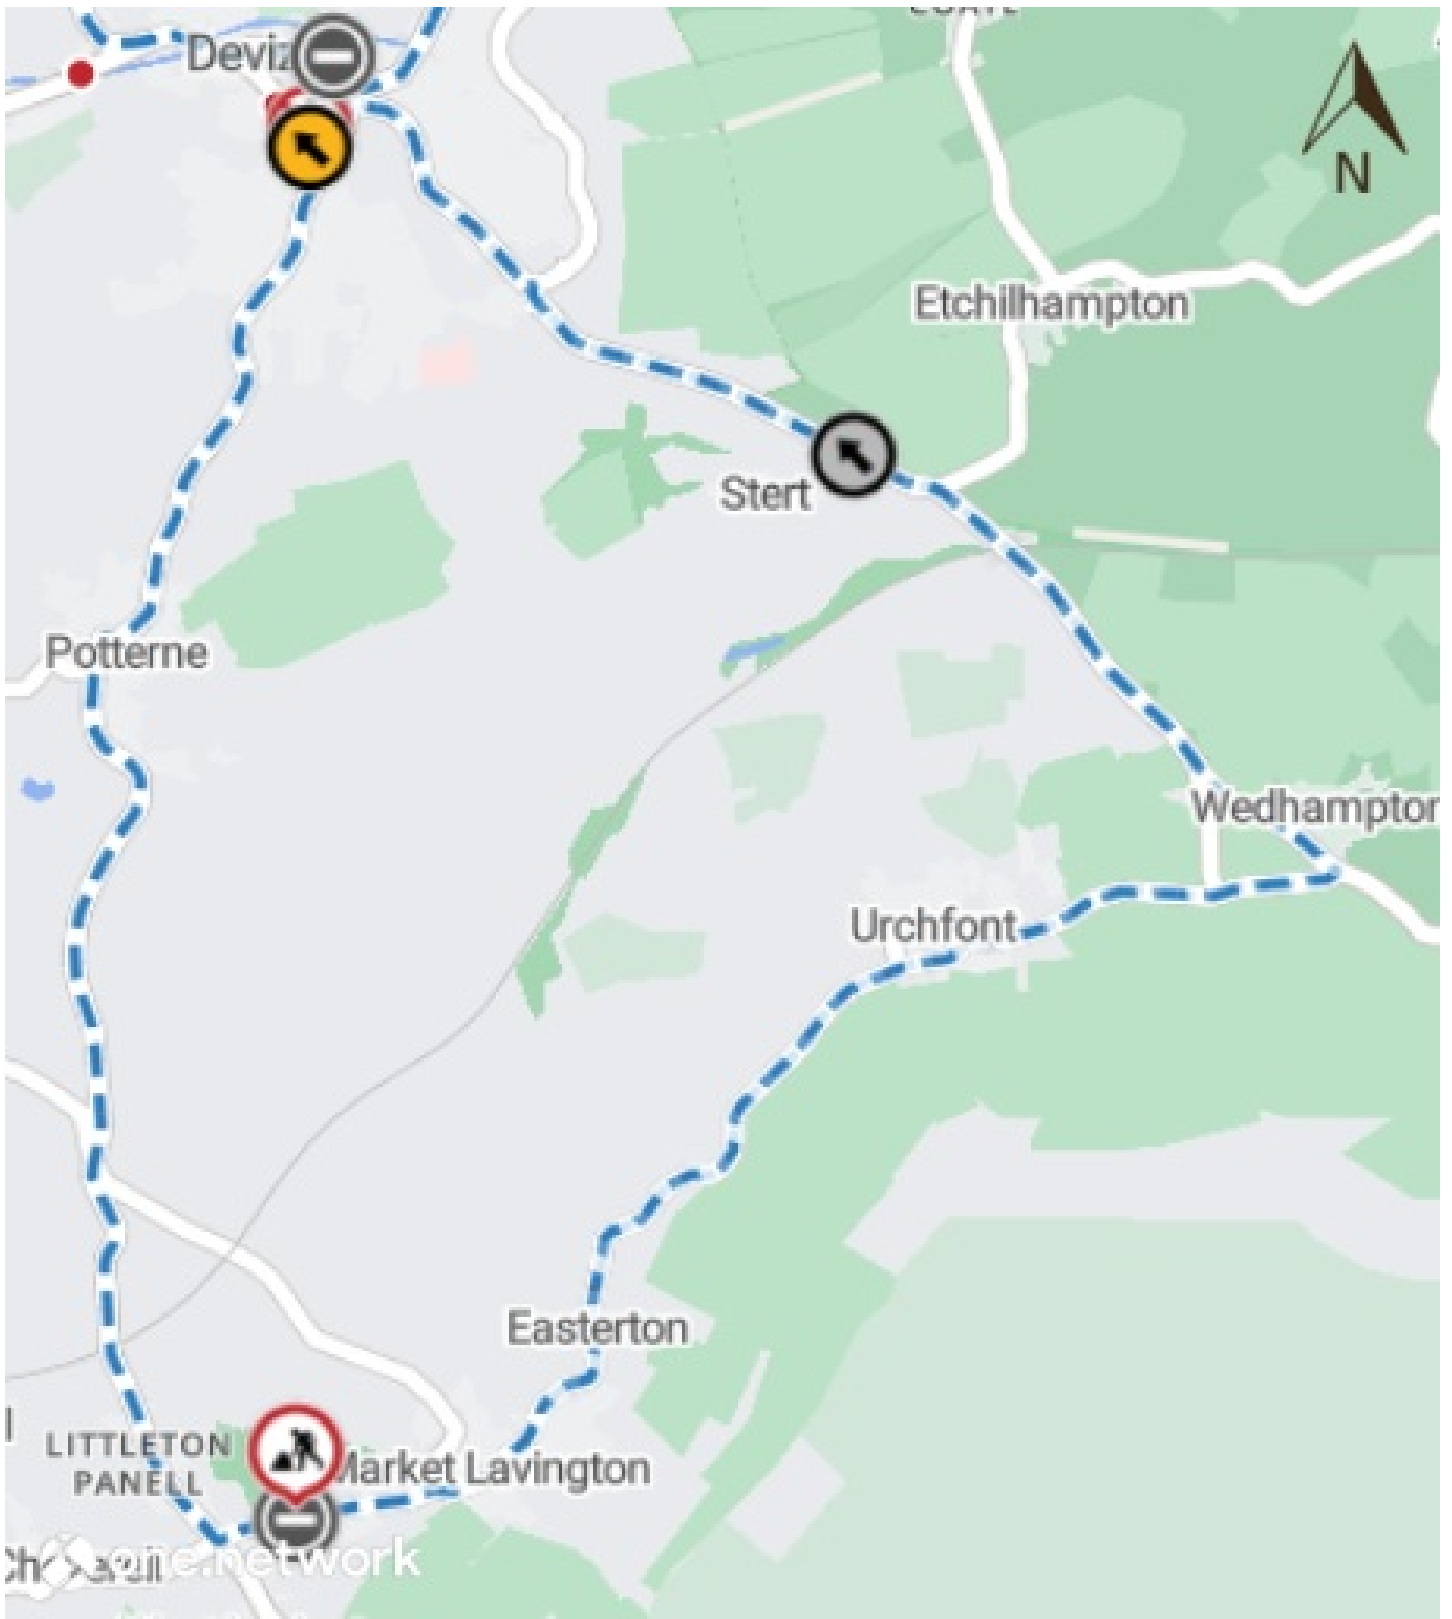 Deviz
N
Etchilhampton
Stert
Potterne
Wedhampton
Urchfont
Easterton
LITTLETON
PANELL
Market Lavington
one.network